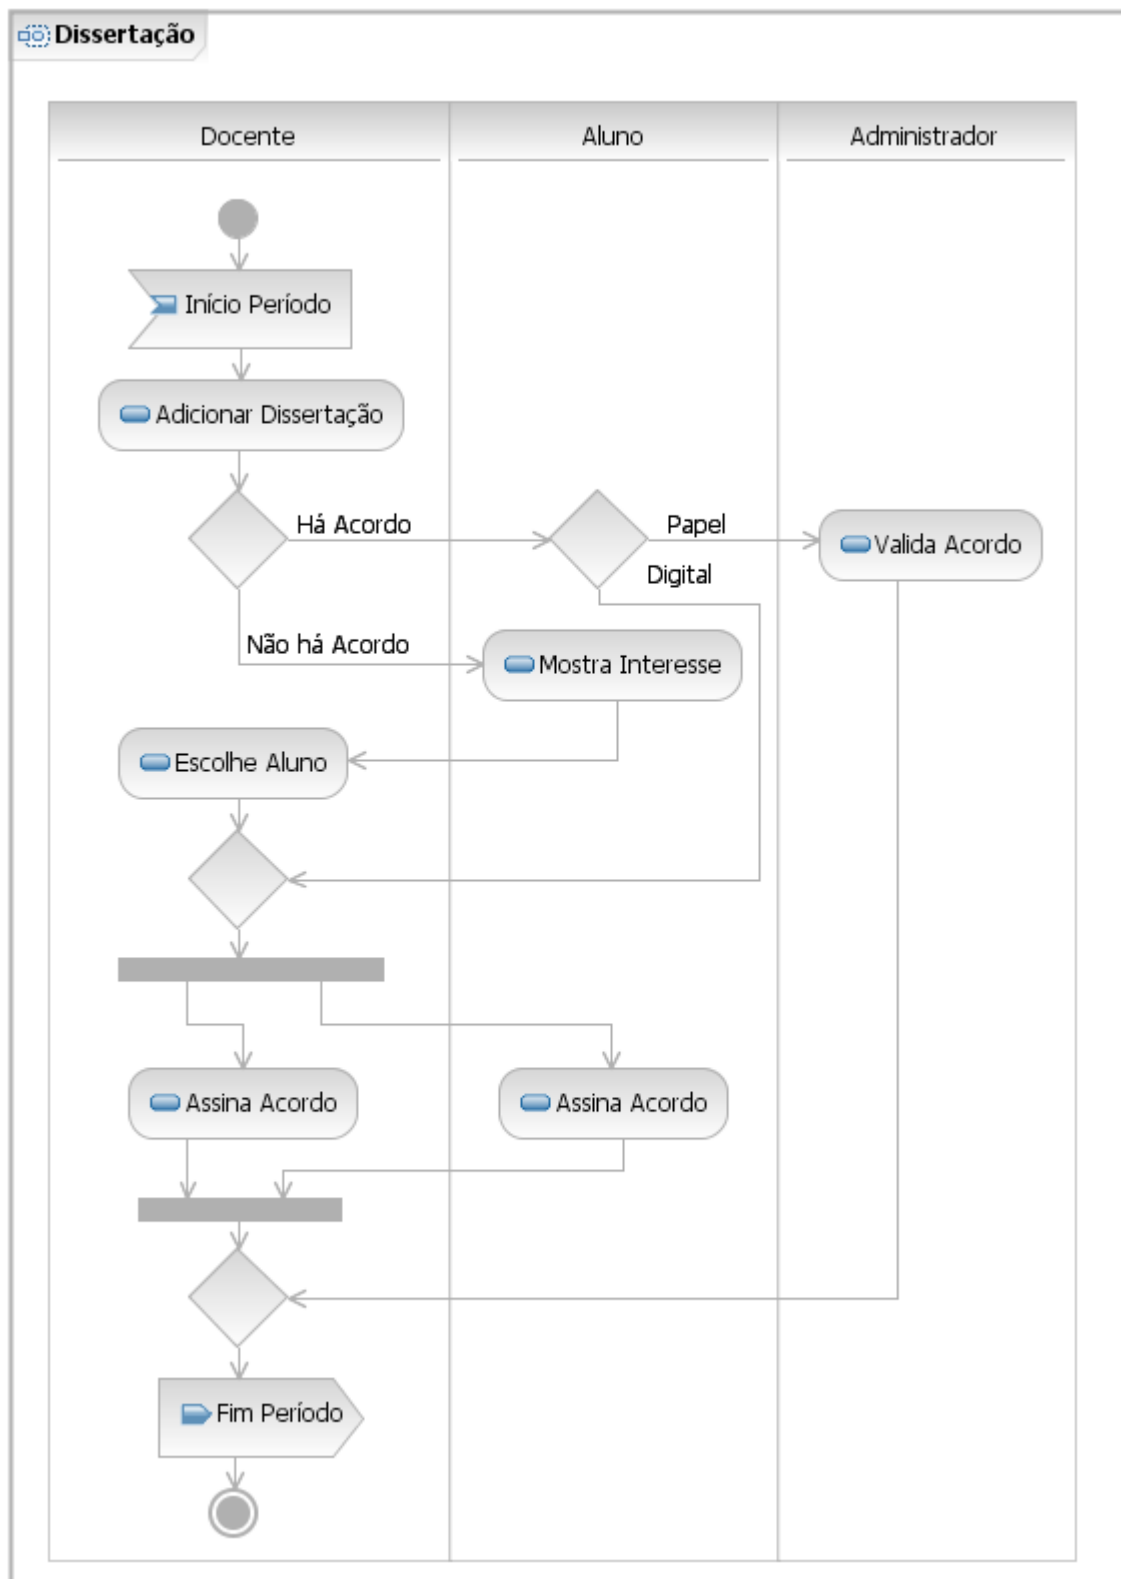 Dissertação
Docente
Aluno
Administrador
Início Período
Adicionar Dissertação
Há Acordo
Papel
Valida Acordo
Digital
Não há Acordo
Mostra Interesse
Escolhe Aluno
Assina Acordo
Assina Acordo
Fim Período